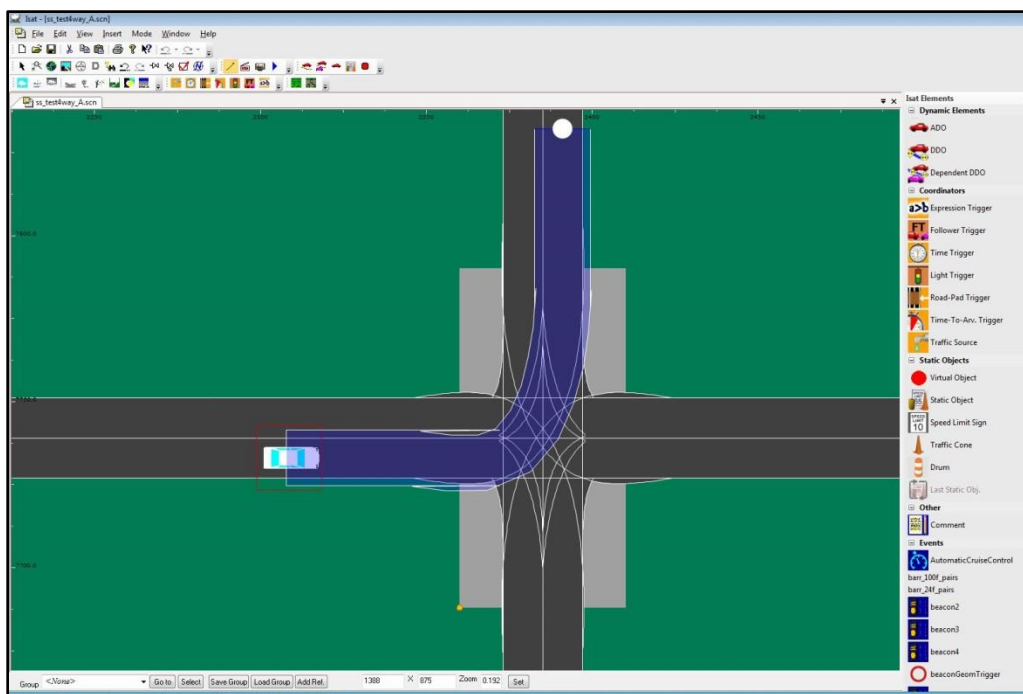 Isat - [ss_test4way_A.scn]
File Edit View Insert Mode Window Help
ss_test4way_A.scn
Isat Elements
Dynamic Elements
ADO
DDO
Dependent DDO
Coordinators
a>b Expression Trigger
FT Follower Trigger
Time Trigger
Light Trigger
Road-Pad Trigger
Time-To-Arv. Trigger
Traffic Source
Static Objects
Virtual Object
Static Object
SPEED LIMIT 10 Speed Limit Sign
Traffic Cone
Drum
Last Static Obj.
Other
Comment
Events
AutomaticCruiseControl
barr_100f_pairs
barr_24f_pairs
beacon2
beacon3
beacon4
beaconGeomTrigger
Group <None> Go to Select Save Group Load Group Add Ref. 1388 X 875 Zoom 0.192 Set